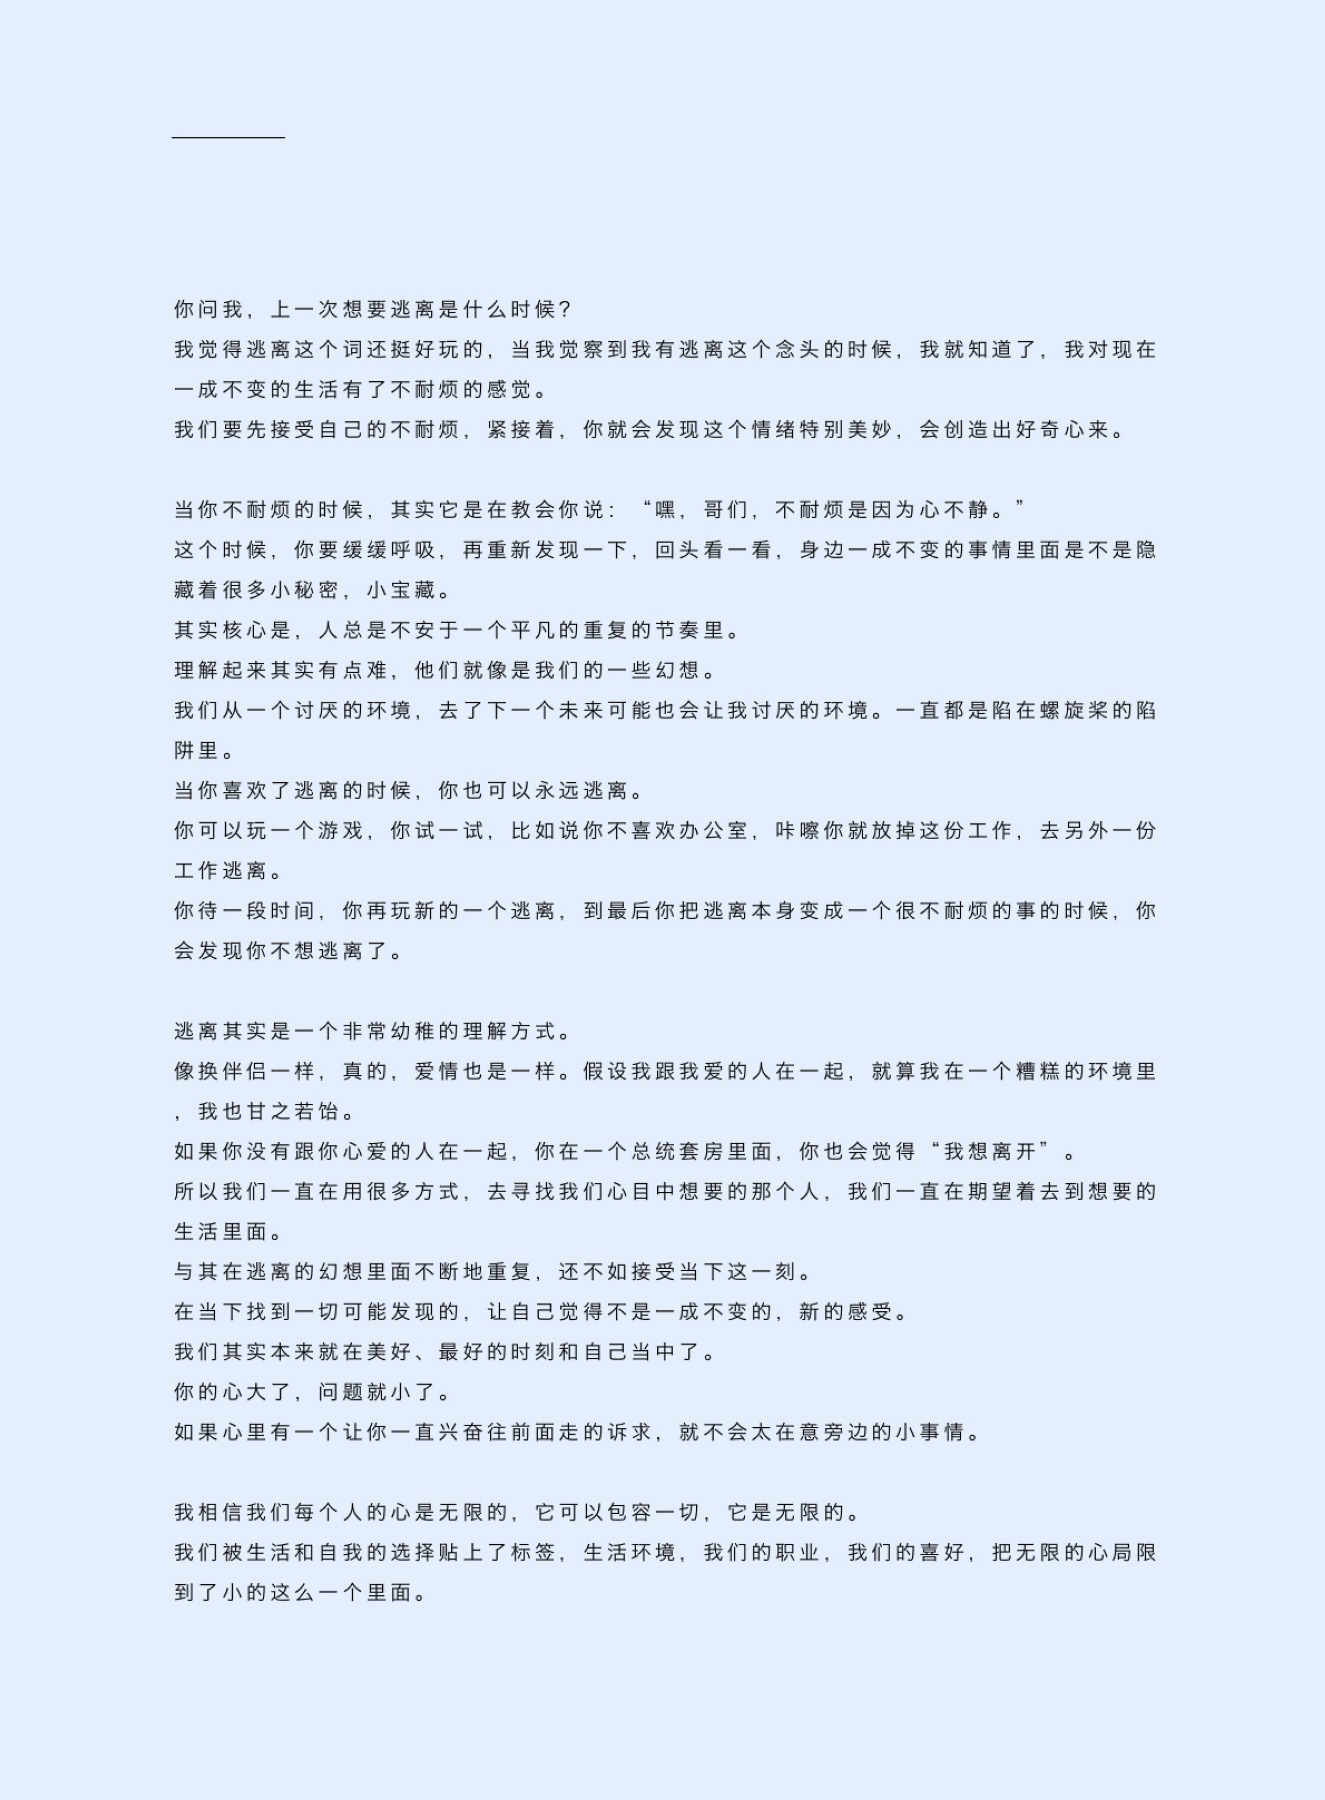 你问我，上一次想要逃离是什么时候？
我觉得逃离这个词还挺好玩的，当我觉察到我有逃离这个念头的时候，我就知道了，我对现在
一成不变的生活有了不耐烦的感觉。
我们要先接受自己的不耐烦，紧接着，你就会发现这个情绪特别美妙，会创造出好奇心来。
当你不耐烦的时候，其实它是在教会你说：“嘿，哥们，不耐烦是因为心不静。”
这个时候，你要缓缓呼吸，再重新发现一下，回头看一看，身边一成不变的事情里面是不是隐
藏着很多小秘密，小宝藏。
其实核心是，人总是不安于一个平凡的重复的节奏里。
理解起来其实有点难，他们就像是我们的一些幻想。
我们从一个讨厌的环境，去了下一个未来可能也会让我讨厌的环境。一直都是陷在螺旋桨的陷
阱里。
当你喜欢了逃离的时候，你也可以永远逃离。
你可以玩一个游戏，你试一试，比如说你不喜欢办公室，咔嚓你就放掉这份工作，去另外一份
工作逃离。
你待一段时间，你再玩新的一个逃离，到最后你把逃离本身变成一个很不耐烦的事的时候，你
会发现你不想逃离了。
逃离其实是一个非常幼稚的理解方式。
像换伴侣一样，真的，爱情也是一样。假设我跟我爱的人在一起，就算我在一个糟糕的环境里
，我也甘之若饴。
如果你没有跟你心爱的人在一起，你在一个总统套房里面，你也会觉得“我想离开”。
所以我们一直在用很多方式，去寻找我们心目中想要的那个人，我们一直在期望着去到想要的
生活里面。
与其在逃离的幻想里面不断地重复，还不如接受当下这一刻。
在当下找到一切可能发现的，让自己觉得不是一成不变的，新的感受。
我们其实本来就在美好、最好的时刻和自己当中了。
你的心大了，问题就小了。
如果心里有一个让你一直兴奋往前面走的诉求，就不会太在意旁边的小事情。
我相信我们每个人的心是无限的，它可以包容一切，它是无限的。
我们被生活和自我的选择贴上了标签，生活环境，我们的职业，我们的喜好，把无限的心局限
到了小的这么一个里面。